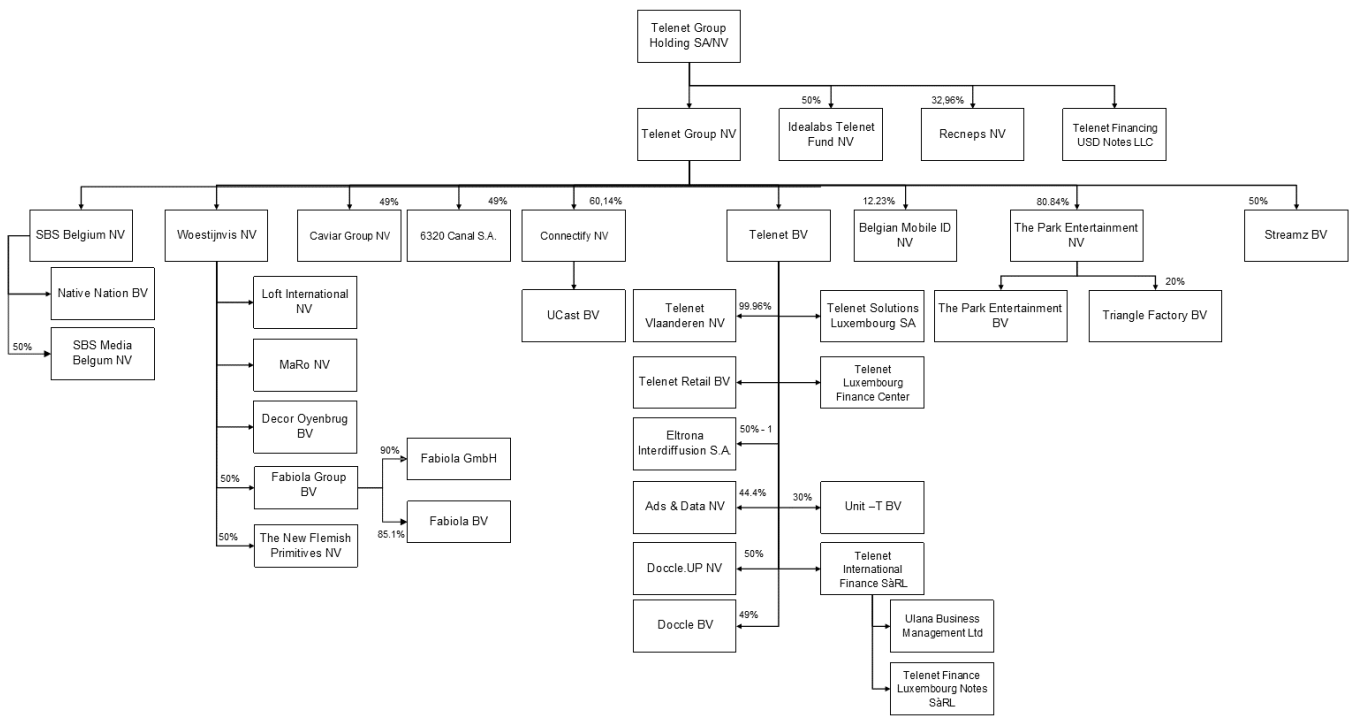 Telenet Group
Holding SA/NV
50%
32,96%
Telenet Group NV
Idealabs Telenet
Fund NV
Recneps NV
Telenet Financing
USD Notes LLC
49%
49%
60,14%
12.23%
80.84%
50%
SBS Belgium NV
Woestijnvis NV
Caviar Group NV
6320 Canal S.A.
Connectify NV
Telenet BV
Belgian Mobile ID
NV
The Park Entertainment
NV
Streamz BV
Native Nation BV
50%
SBS Media
Belgum NV
Loft International
NV
MaRo NV
Decor Oyenbrug
BV
50%
Fabiola Group
BV
90%
Fabiola GmbH
85.1%
Fabiola BV
50%
The New Flemish
Primitives NV
UCast BV
Telenet
Vlaanderen NV
99.96%
Telenet Solutions
Luxembourg SA
Telenet Retail BV
Telenet
Luxembourg
Finance Center
Eltrona
Interdiffusion S.A.
50% - 1
Ads & Data NV
44.4%
30%
Unit –T BV
Doccle.UP NV
50%
Telenet
International
Finance SàRL
Doccle BV
49%
Ulana Business
Management Ltd
Telenet Finance
Luxembourg Notes
SàRL
The Park Entertainment
BV
20%
Triangle Factory BV